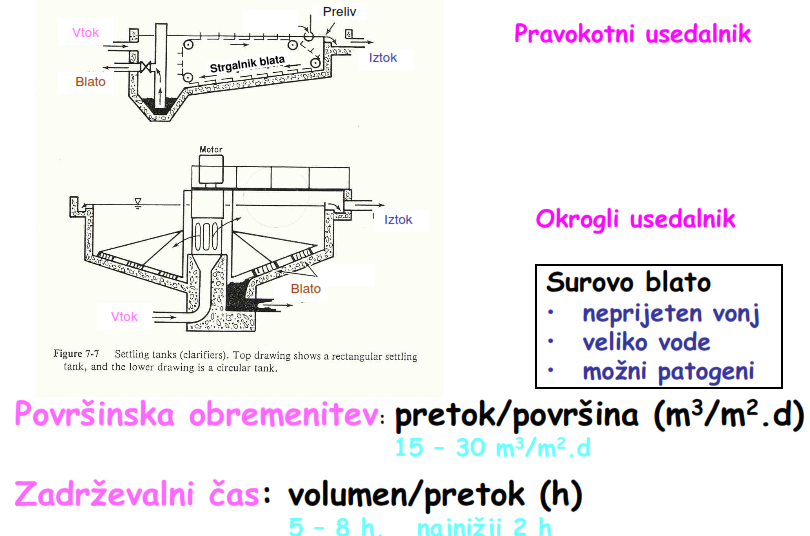 Preliv
Vtok
Pravokotni usedalnik
Iztok
Strgalnik blata
Blato
Motor
Iztok
Okrogli usedalnik
Surovo blato
• neprijeten vonj
• veliko vode
• možni patogeni
Blato
Vtok
Figure 7-7 Settling tanks (clarifiers). Top drawing shows a rectangular settling
tank, and the lower drawing is a circular tank.
Površinska obremenitev: pretok/površina (m³/m².d)
15 – 30 m³/m².d
Zadrževalni čas: volumen/pretok (h)
5 – 8 h, najnižji 2 h